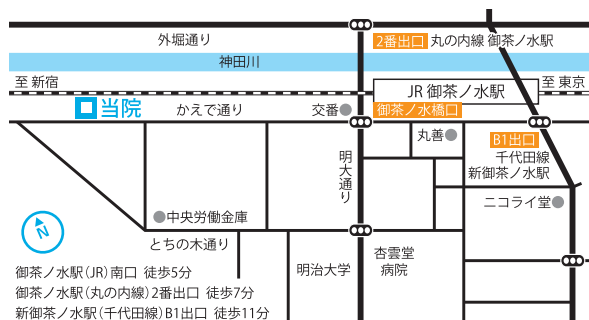 外堀通り
2番出口 丸の内線 御茶ノ水駅
神田川
至 新宿
至 東京
JR 御茶ノ水駅
当院
かえで通り
交番
御茶ノ水橋口
丸善
B1出口
千代田線
新御茶ノ水駅
明大通り
ニコライ堂
中央労働金庫
とちの木通り
N
明治大学
杏雲堂
病院
御茶ノ水駅(JR)南口 徒歩5分
御茶ノ水駅(丸の内線)2番出口 徒歩7分
新御茶ノ水駅(千代田線)B1出口 徒歩11分